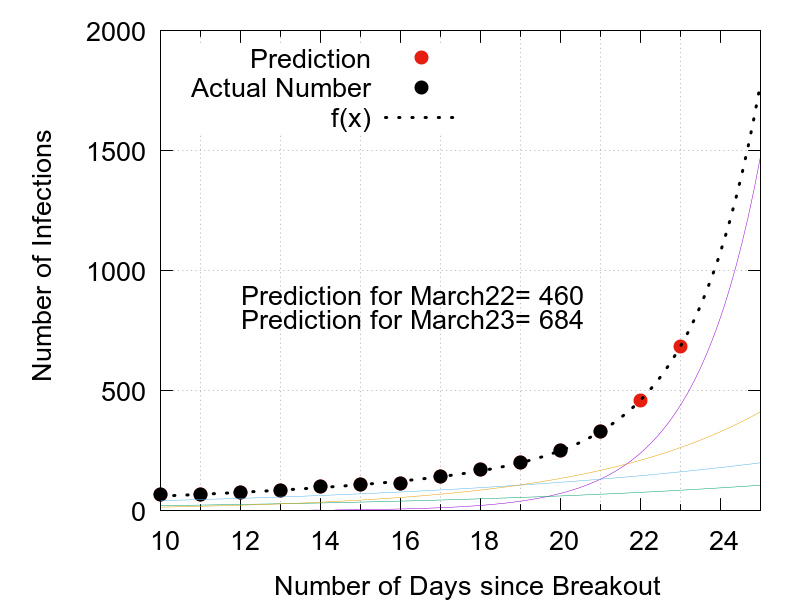 2000
1500
1000
500
0
Number of Infections
Prediction
Actual Number
f(x)
Prediction for March22= 460
Prediction for March23= 684
10 12 14 16 18 20 22 24
Number of Days since Breakout